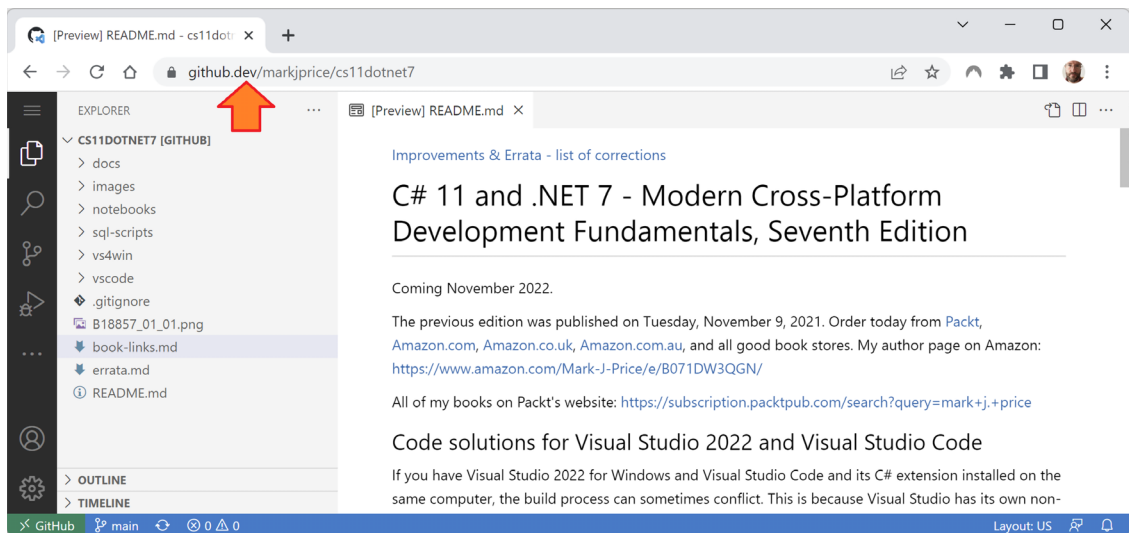 [Preview] README.md - cs11dot
github.dev/markjprice/cs11dotnet7
EXPLORER
CS11DOTNET7 [GITHUB]
docs
images
notebooks
sql-scripts
vs4win
vscode
.gitignore
B18857_01_01.png
book-links.md
errata.md
README.md
OUTLINE
TIMELINE
[Preview] README.md
Improvements & Errata - list of corrections
C# 11 and .NET 7 - Modern Cross-Platform
Development Fundamentals, Seventh Edition
Coming November 2022.
The previous edition was published on Tuesday, November 9, 2021. Order today from Packt,
Amazon.com, Amazon.co.uk, Amazon.com.au, and all good book stores. My author page on Amazon:
https://www.amazon.com/Mark-J-Price/e/B071DW3QGN/
All of my books on Packt's website: https://subscription.packtpub.com/search?query=mark+j.+price
Code solutions for Visual Studio 2022 and Visual Studio Code
If you have Visual Studio 2022 for Windows and Visual Studio Code and its C# extension installed on the
same computer, the build process can sometimes conflict. This is because Visual Studio has its own non-
GitHub main 0 0 Layout: US